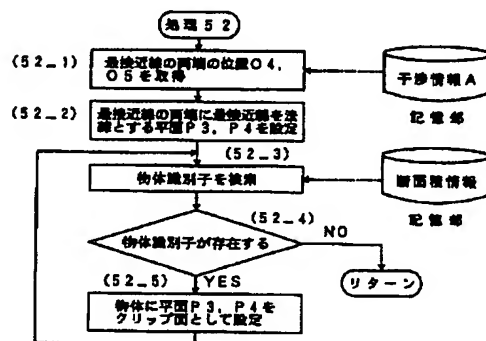 処理52
(52_1)
最接近線の両端の位置O4,
O5を取得
干渉情報A
記憶部
(52_2)
最接近線の両端に最接近線を法
線とする平面P3, P4を設定
(52_3)
物体識別子を検索
断面種情報
記憶部
(52_4)
物体識別子が存在する
NO
リターン
(52_5)
YES
物体に平面P3, P4を
クリップ面として設定